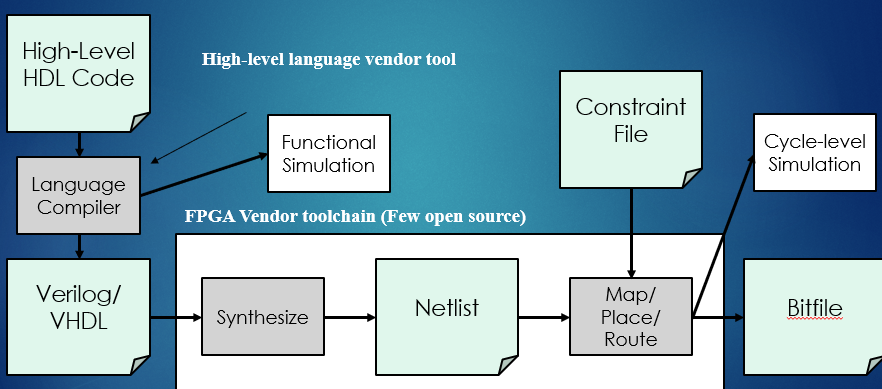 High-Level
HDL Code
High-level language vendor tool
Constraint
File
Functional
Simulation
Cycle-level
Simulation
Language
Compiler
FPGA Vendor toolchain (Few open source)
Verilog/
VHDL
Synthesize
Netlist
Map/
Place/
Route
Bitfile